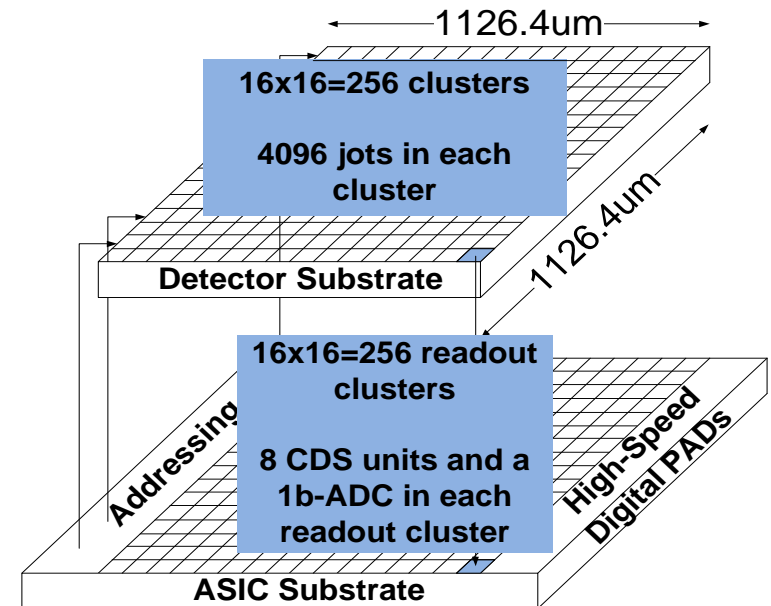 1126.4um
16x16=256 clusters
4096 jots in each
cluster
1126.4um
Detector Substrate
16x16=256 readout
clusters
8 CDS units and a
1b-ADC in each
readout cluster
Addressing
High-Speed
Digital PADs
ASIC Substrate